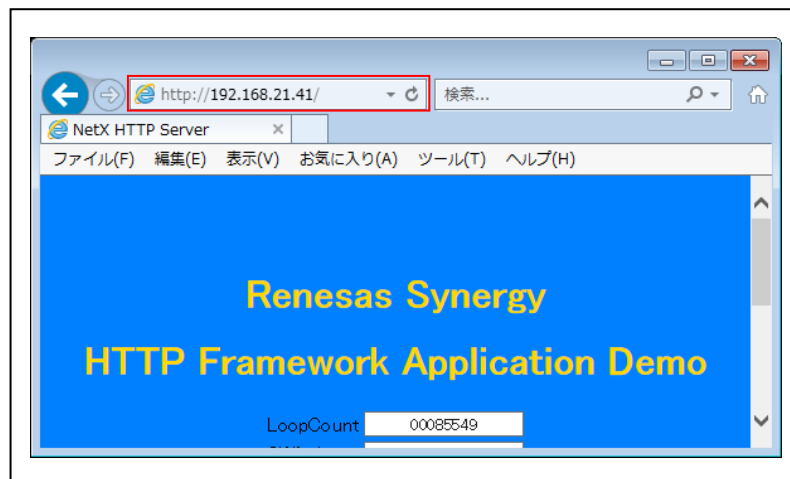 http://192.168.21.41/
検索...
NetX HTTP Server
ファイル(F) 編集(E) 表示(V) お気に入り(A) ツール(T) ヘルプ(H)
Renesas Synergy
HTTP Framework Application Demo
LoopCount 00085549